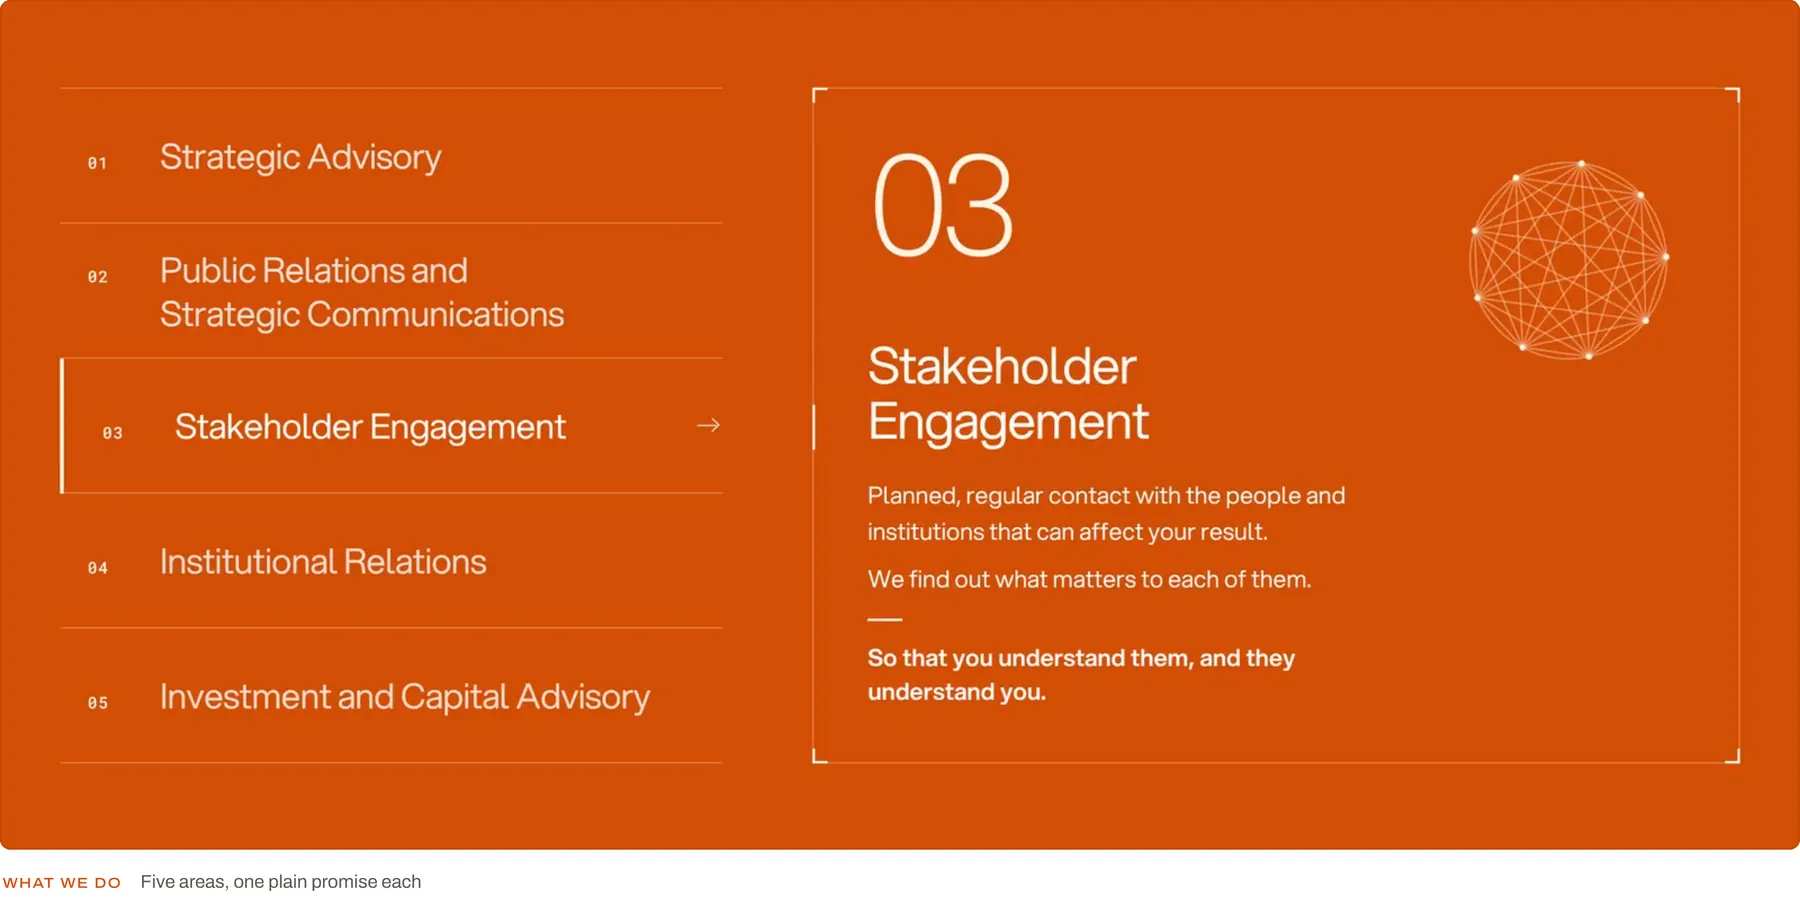 01 Strategic Advisory
02 Public Relations and
Strategic Communications
03 Stakeholder Engagement →
04 Institutional Relations
05 Investment and Capital Advisory
03
Stakeholder
Engagement
Planned, regular contact with the people and
institutions that can affect your result.
We find out what matters to each of them.
So that you understand them, and they
understand you.
WHAT WE DO Five areas, one plain promise each